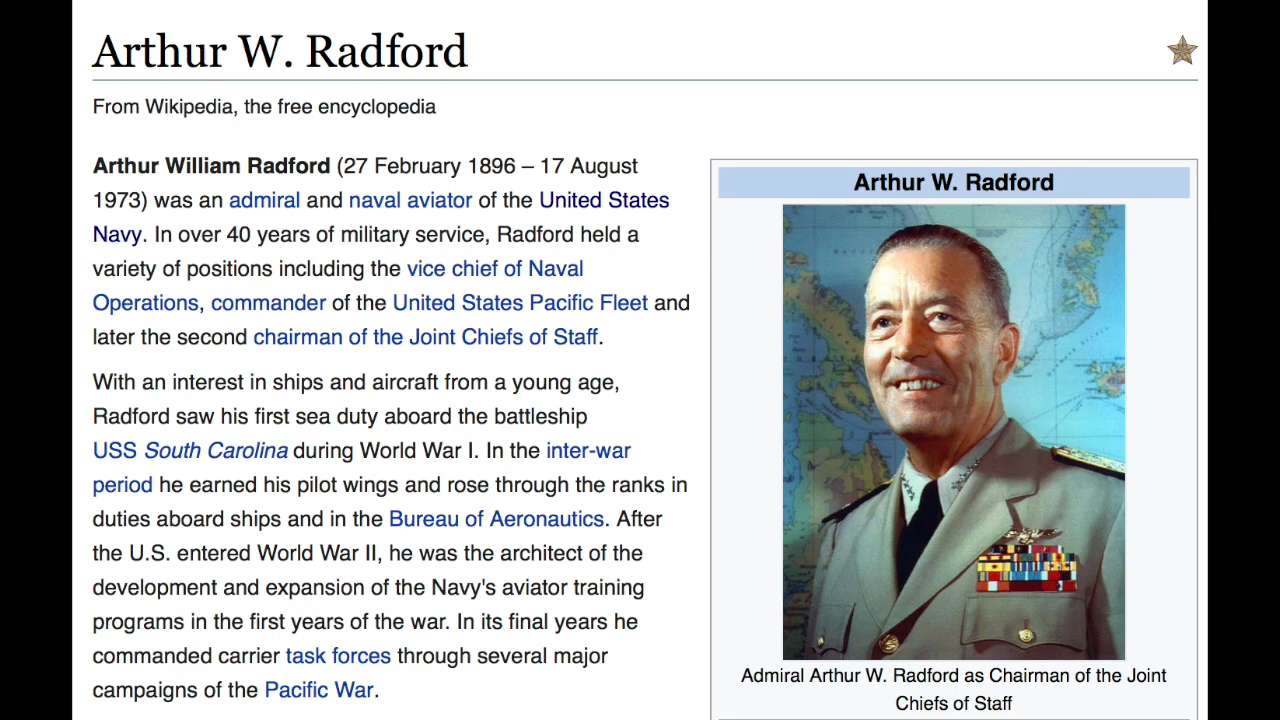 Arthur W. Radford
From Wikipedia, the free encyclopedia
Arthur William Radford (27 February 1896 – 17 August
1973) was an admiral and naval aviator of the United States
Navy. In over 40 years of military service, Radford held a
variety of positions including the vice chief of Naval
Operations, commander of the United States Pacific Fleet and
later the second chairman of the Joint Chiefs of Staff.
With an interest in ships and aircraft from a young age,
Radford saw his first sea duty aboard the battleship
USS South Carolina during World War I. In the inter-war
period he earned his pilot wings and rose through the ranks in
duties aboard ships and in the Bureau of Aeronautics. After
the U.S. entered World War II, he was the architect of the
development and expansion of the Navy's aviator training
programs in the first years of the war. In its final years he
commanded carrier task forces through several major
campaigns of the Pacific War.
Arthur W. Radford
Admiral Arthur W. Radford as Chairman of the Joint
Chiefs of Staff